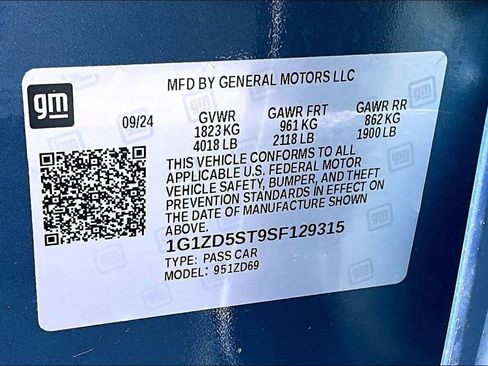 gm
MFD BY GENERAL MOTORS LLC
09/24 GVWR GAWR FRT GAWR RR
1823 KG 961 KG 862 KG
4018 LB 2118 LB 1900 LB
THIS VEHICLE CONFORMS TO ALL
APPLICABLE U.S. FEDERAL MOTOR
VEHICLE SAFETY, BUMPER, AND THEFT
PREVENTION STANDARDS IN EFFECT ON
THE DATE OF MANUFACTURE SHOWN
ABOVE.
1G1ZD5ST9SF129315
TYPE: PASS CAR
MODEL: 951ZD69